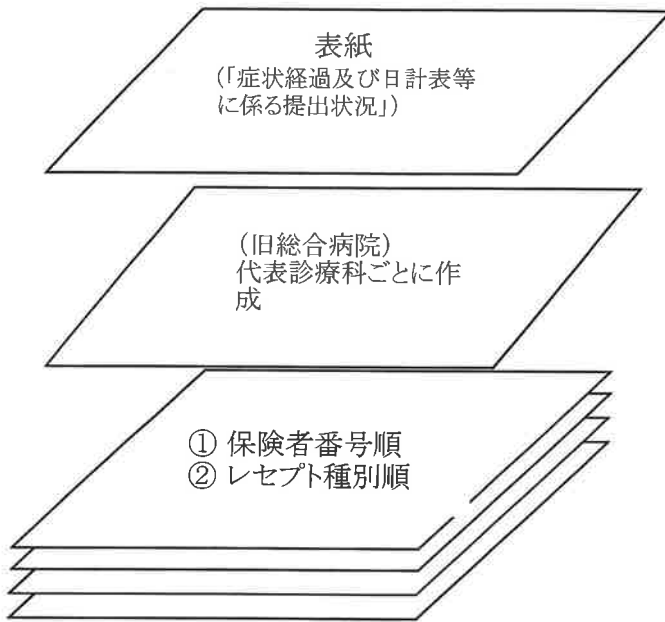 表紙
(「症状経過及び日計表等
に係る提出状況」)
(旧総合病院)
代表診療科ごとに作
成
① 保険者番号順
② レセプト種別順